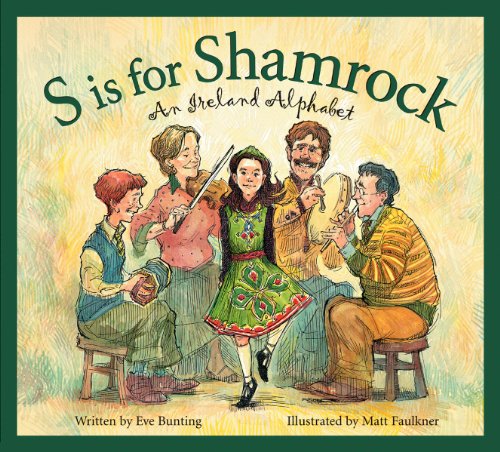 S is for Shamrock
An Ireland Alphabet
Written by Eve Bunting
Illustrated by Matt Faulkner